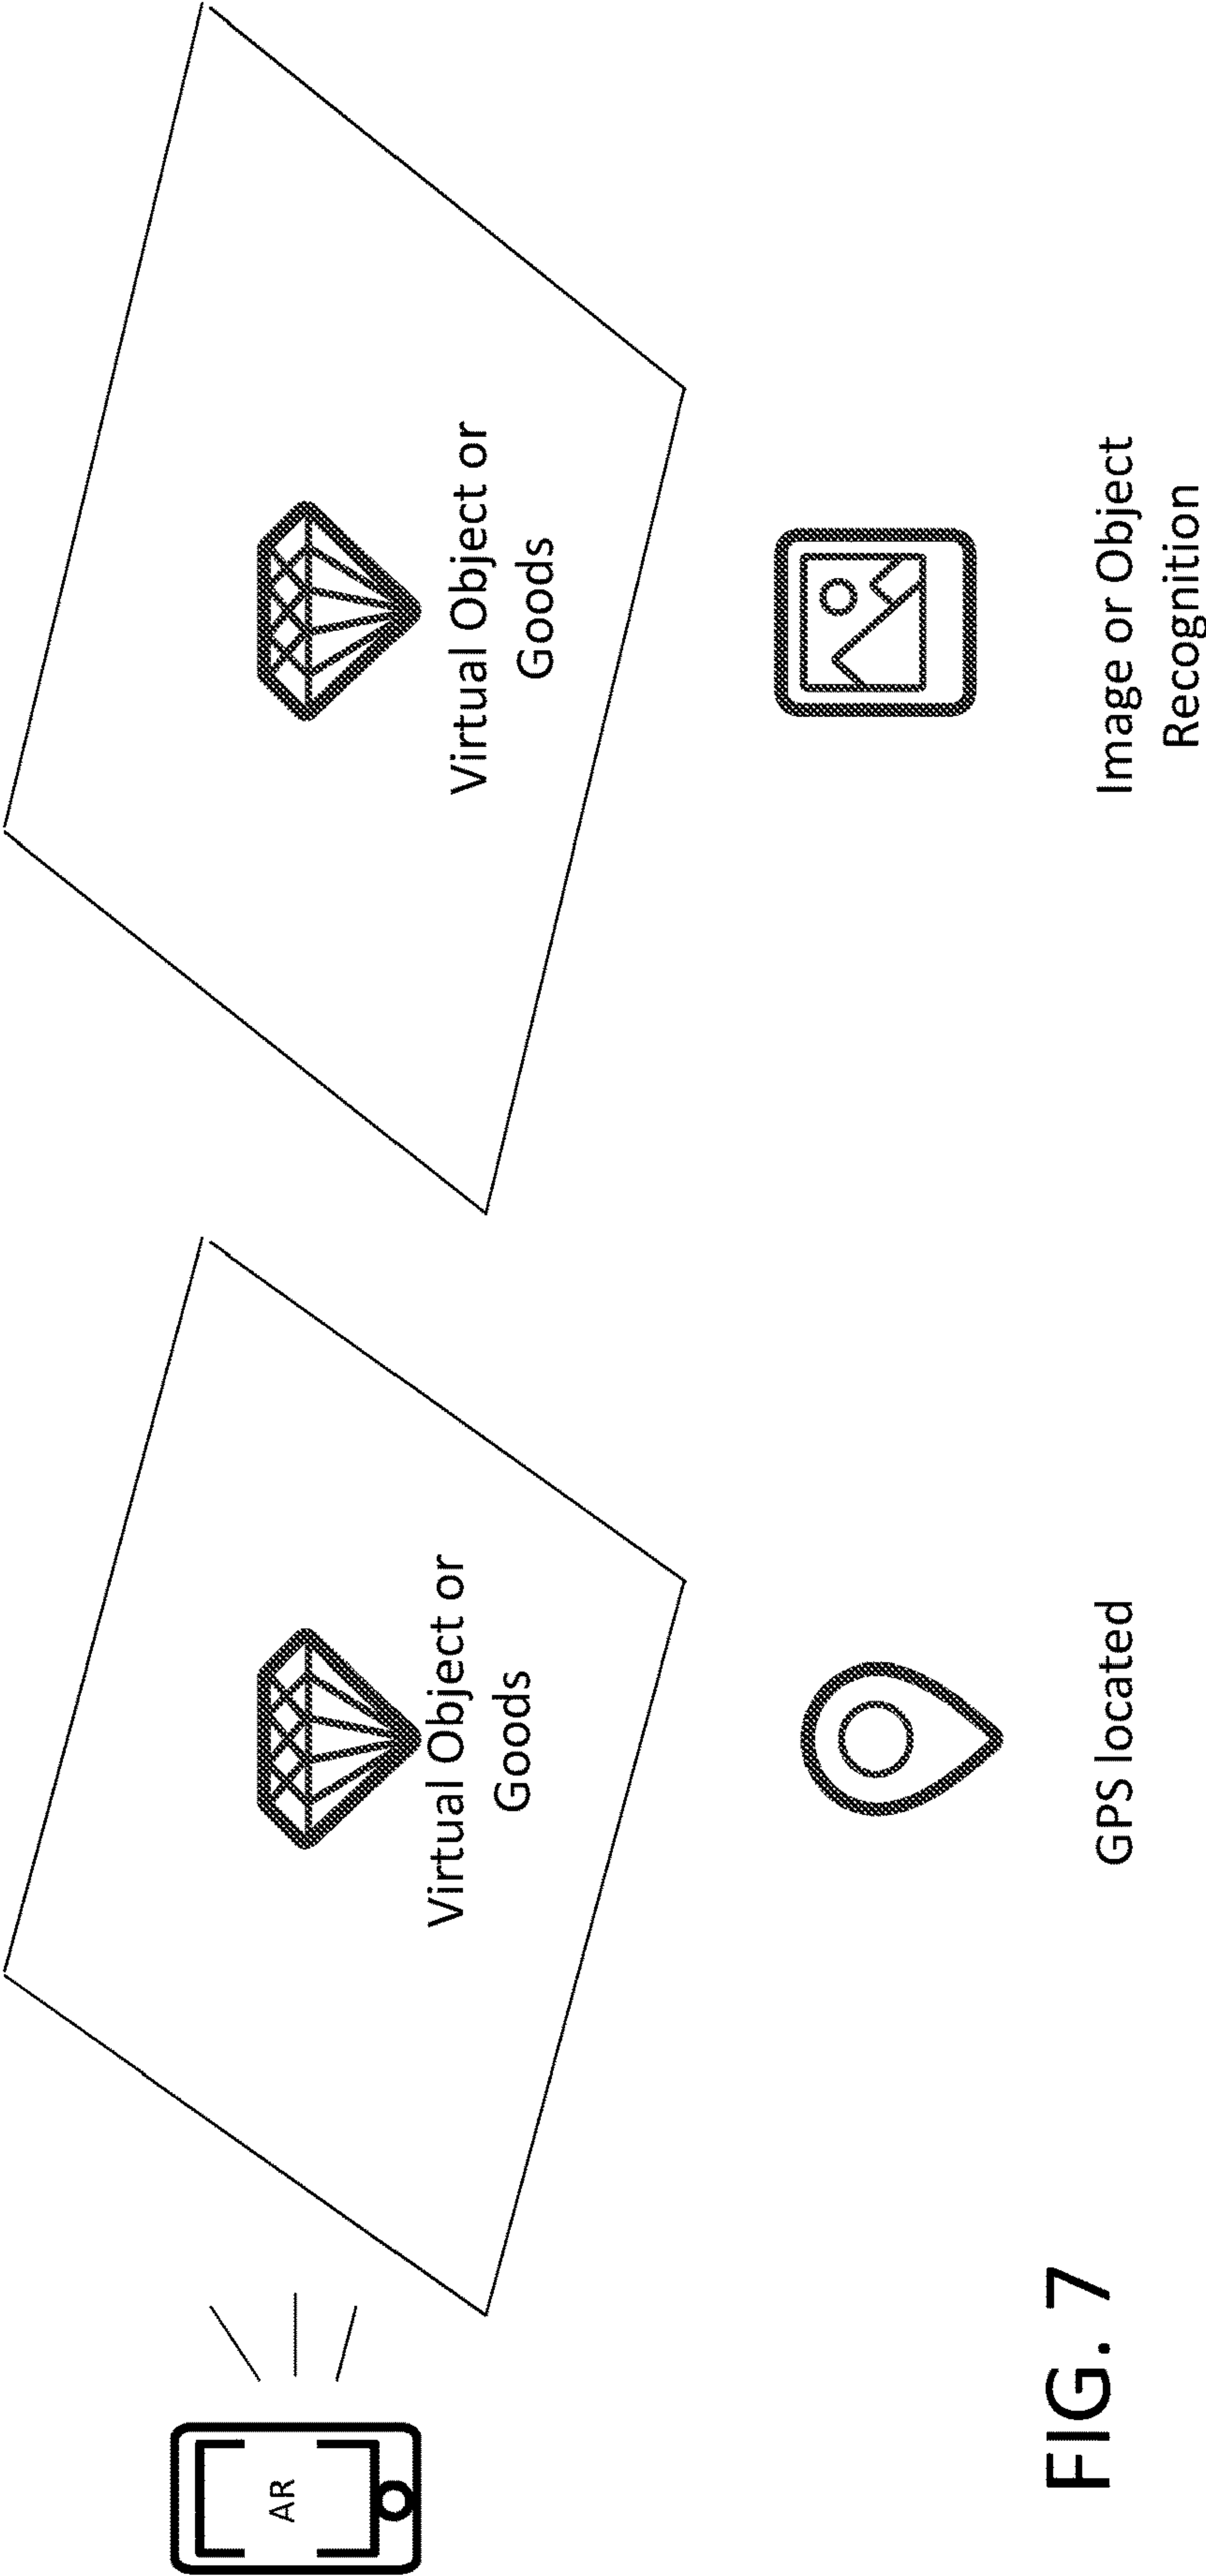 AR
Virtual Object or
Goods
Virtual Object or
Goods
GPS located
Image or Object
Recognition
FIG. 7